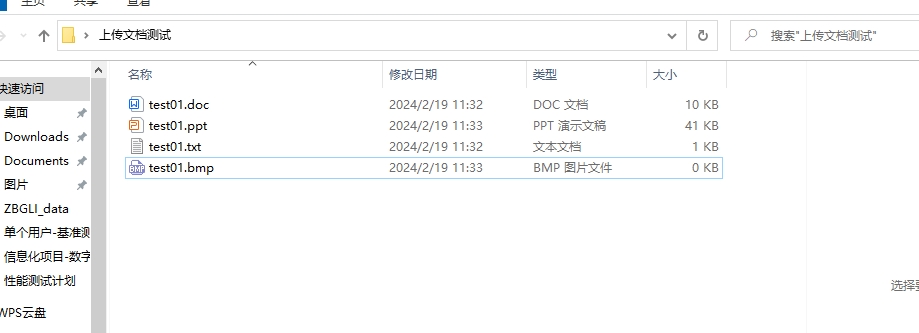 主页 共享 查看
上传文档测试
搜索"上传文档测试"
名称 修改日期 类型 大小
快速访问
桌面
Downloads
Documents
图片
ZBGLI_data
单个用户-基准测
信息化项目-数字
性能测试计划
WPS云盘
test01.doc 2024/2/19 11:32 DOC 文档 10 KB
test01.ppt 2024/2/19 11:33 PPT 演示文稿 41 KB
test01.txt 2024/2/19 11:32 文本文档 1 KB
test01.bmp 2024/2/19 11:33 BMP 图片文件 0 KB
选择要